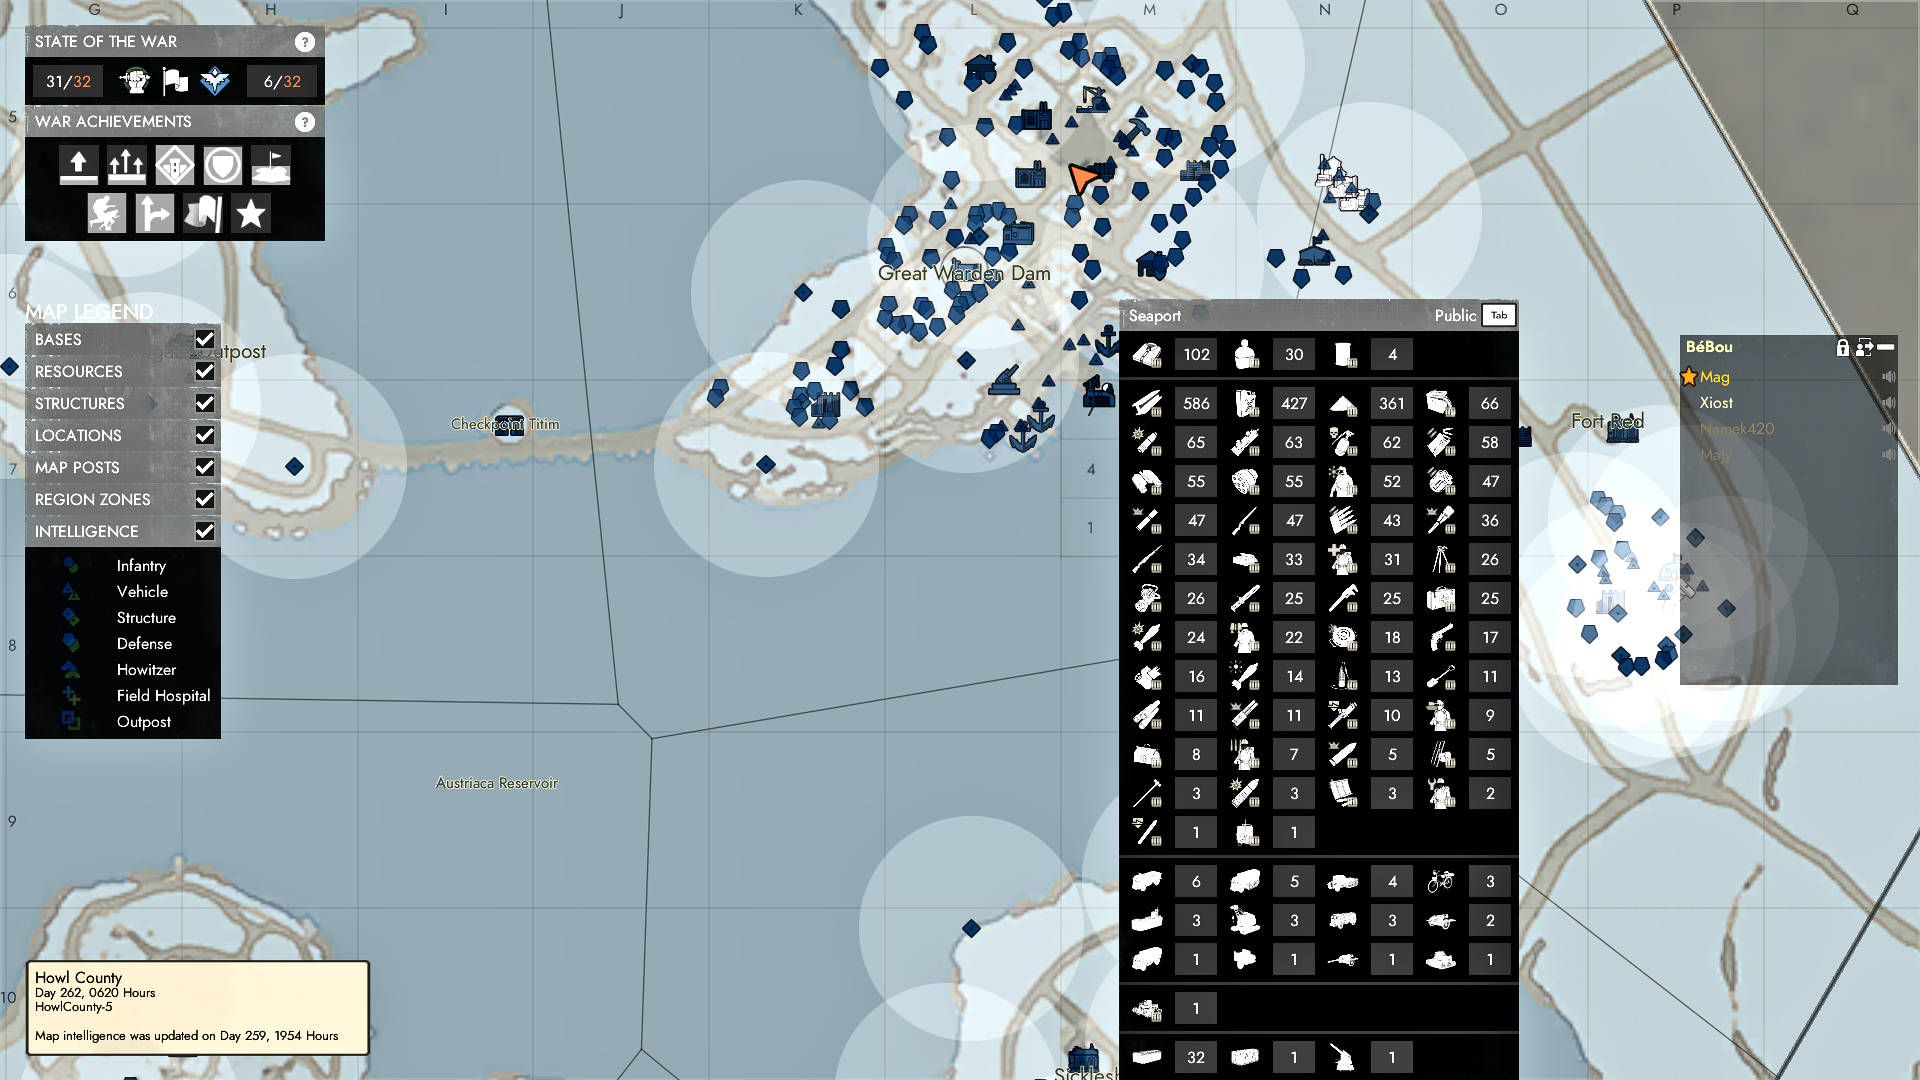 G H I J K L M N O P Q
STATE OF THE WAR ?
31/32 6/32
WAR ACHIEVEMENTS ?
5
6
7
8
9
10
MAP LEGEND
BASES
RESOURCES
STRUCTURES
LOCATIONS
MAP POSTS
REGION ZONES
INTELLIGENCE
Infantry
Vehicle
Structure
Defense
Howitzer
Field Hospital
Outpost
Outpost
Checkpoint Titim
Great Warden Dam
Austriaca Reservoir
Fort Red
4
1
Howl County
Day 262, 0620 Hours
HowlCounty-5
Map intelligence was updated on Day 259, 1954 Hours
Seaport Public Tab
102 30 4
586 427 361 66
65 63 62 58
55 55 52 47
47 47 43 36
34 33 31 26
26 25 25 25
24 22 18 17
16 14 13 11
11 11 10 9
8 7 5 5
3 3 3 2
1 1
6 5 4 3
3 3 3 2
1 1 1 1
1
32 1 1
BéBou
Mag
Xiost
Namek420
Majy